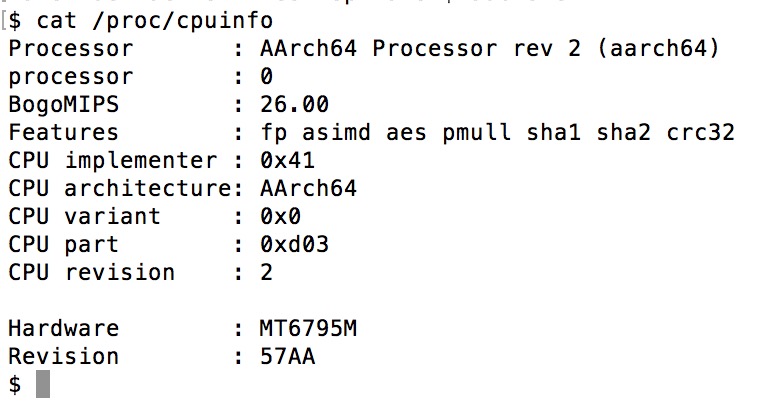 $ cat /proc/cpuinfo
Processor       : AArch64 Processor rev 2 (aarch64)
processor       : 0
BogoMIPS        : 26.00
Features        : fp asimd aes pmull sha1 sha2 crc32
CPU implementer : 0x41
CPU architecture: AArch64
CPU variant     : 0x0
CPU part        : 0xd03
CPU revision    : 2

Hardware        : MT6795M
Revision        : 57AA
$